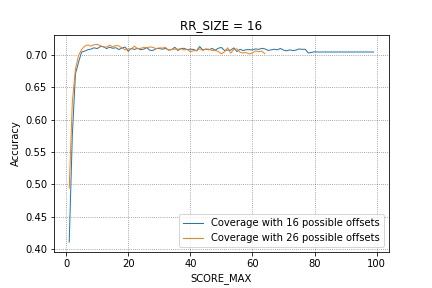 RR_SIZE = 16
0.70
0.65
0.60
0.55
0.50
0.45
0.40
Accuracy
Coverage with 16 possible offsets
Coverage with 26 possible offsets
0 20 40 60 80 100
SCORE_MAX